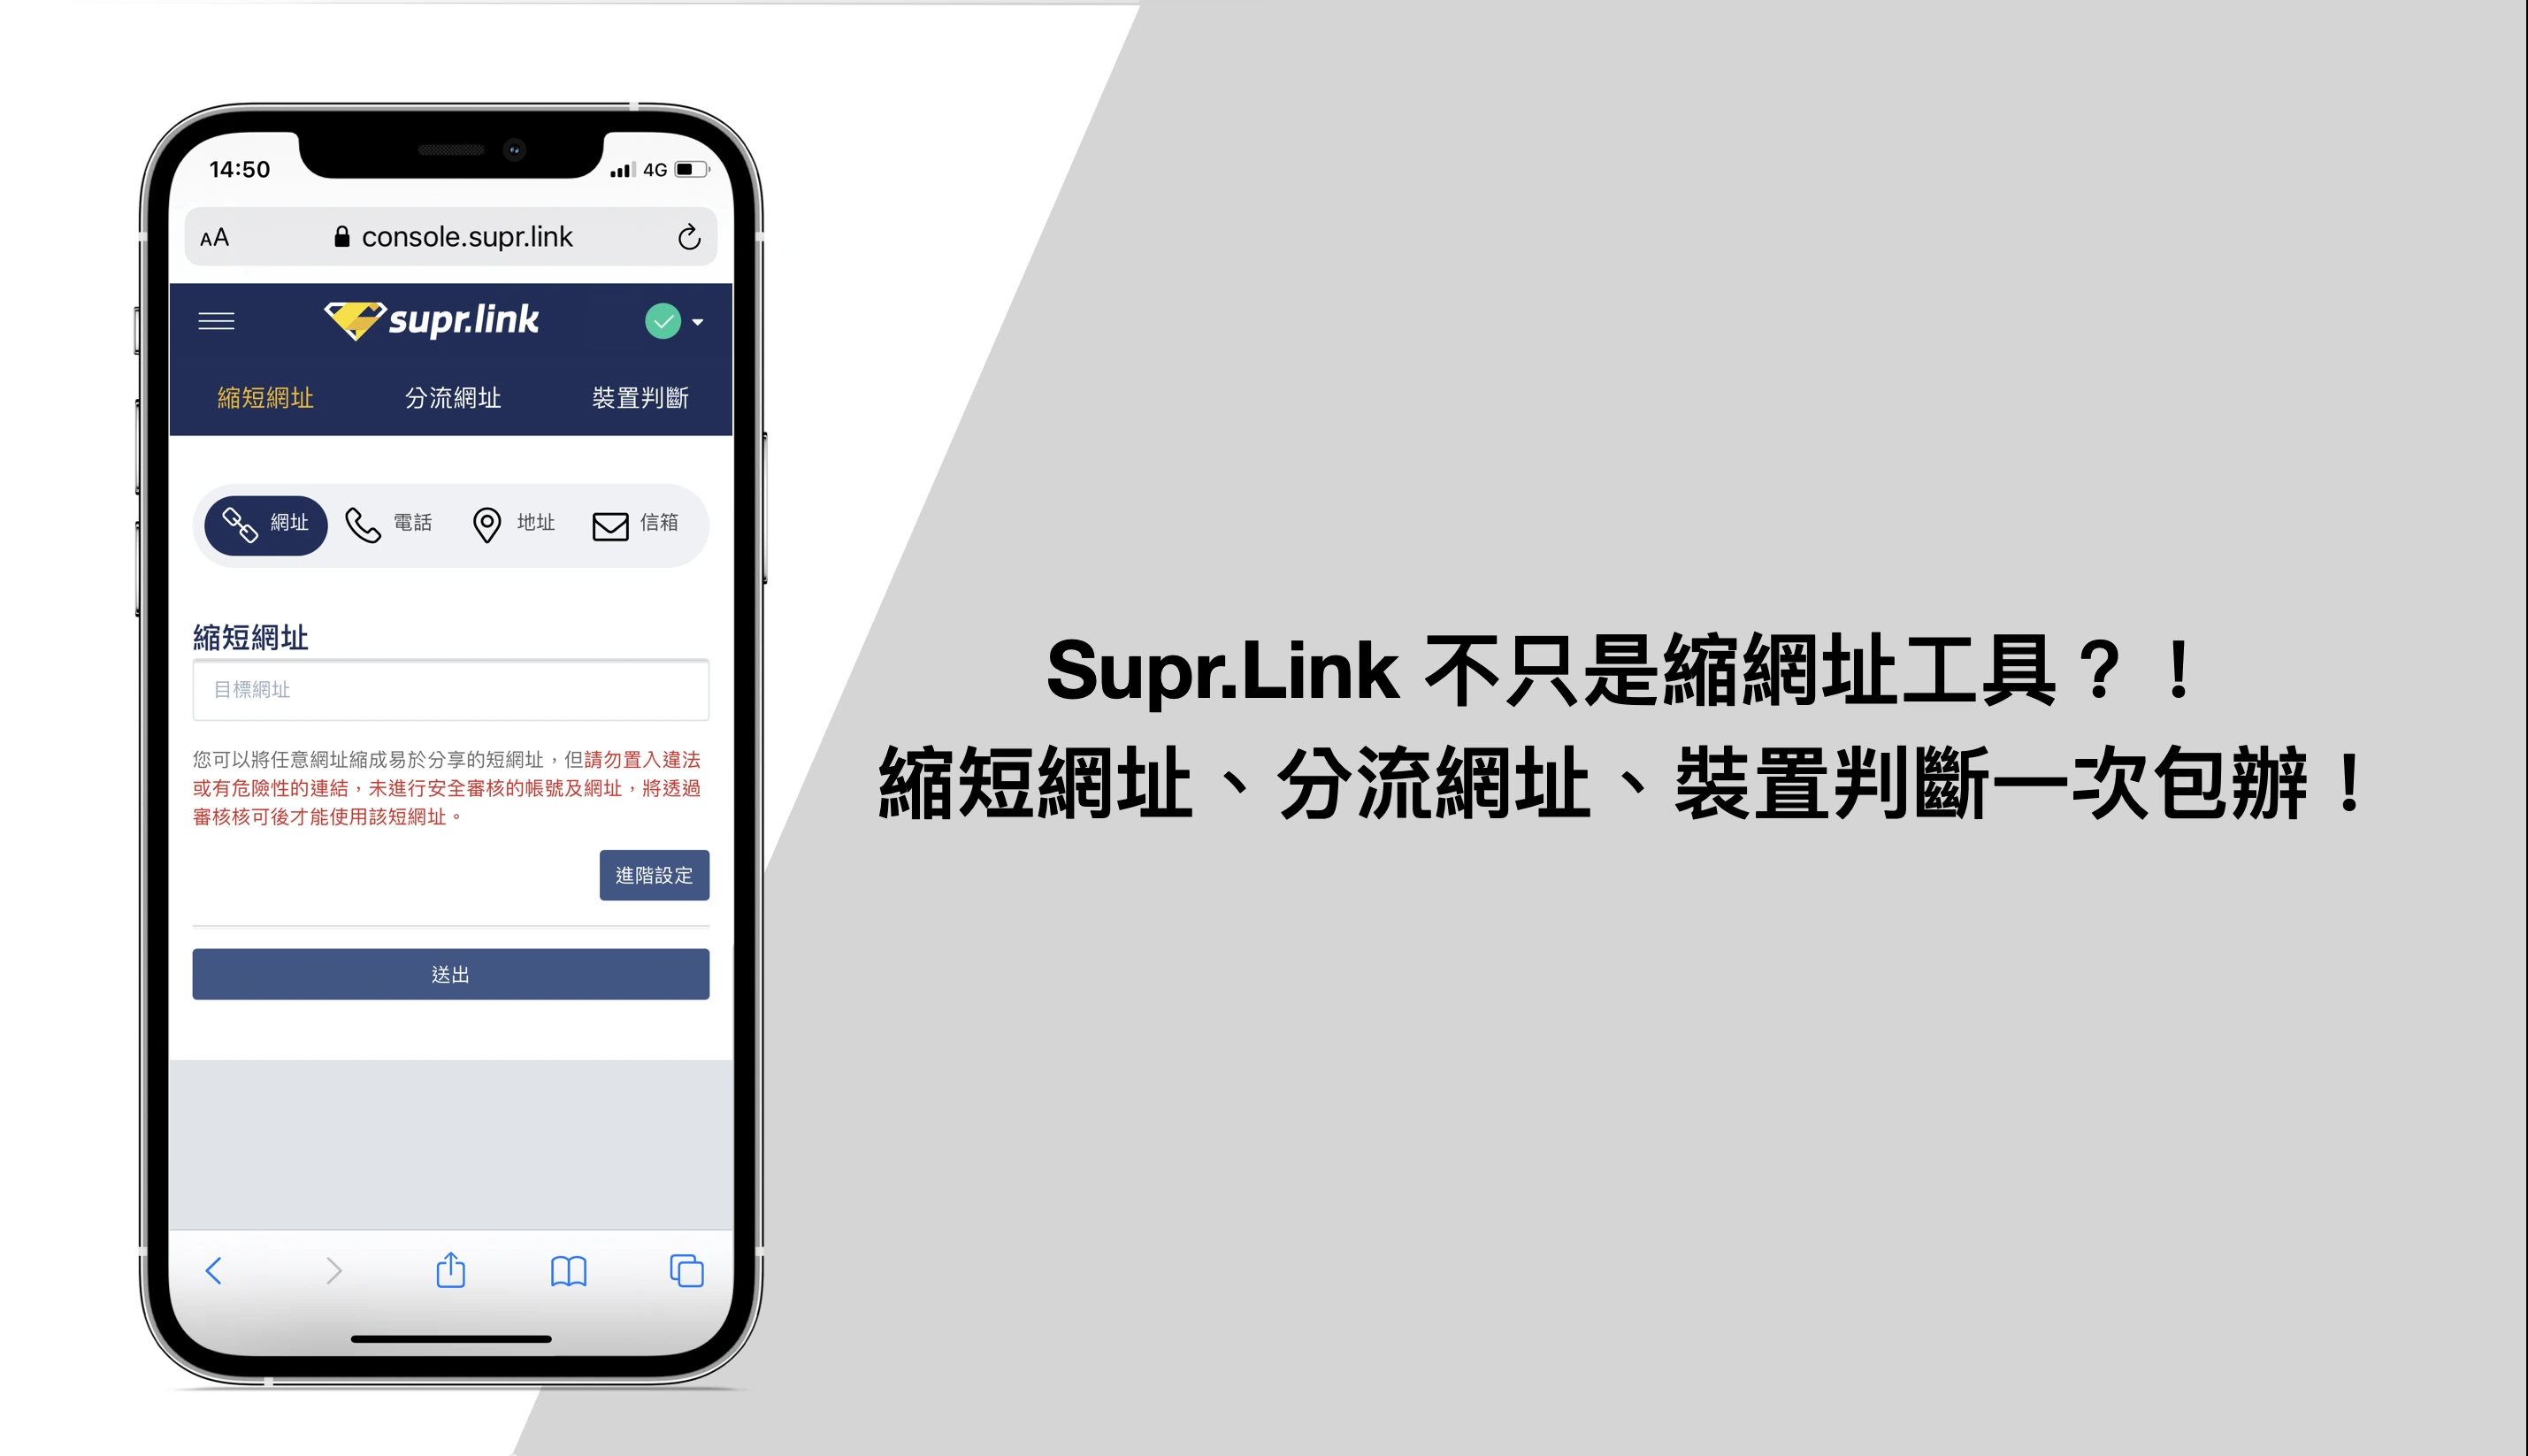 14:50
4G
AA
console.supr.link
supr.link
縮短網址
分流網址
裝置判斷
網址
電話
地址
信箱
縮短網址
目標網址
您可以將任意網址縮成易於分享的短網址，但請勿置入違法
或有危險性的連結，未進行安全審核的帳號及網址，將透過
審核核可後才能使用該短網址。
進階設定
送出
Supr.Link 不只是縮網址工具？！
縮短網址、分流網址、裝置判斷一次包辦！